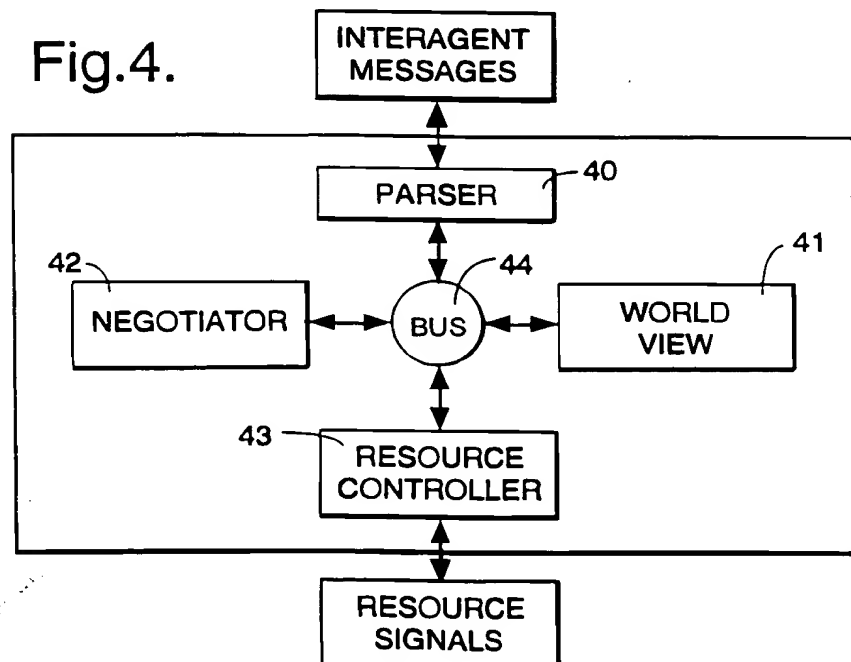 Fig.4.
INTERAGENT
MESSAGES
PARSER
40
42
NEGOTIATOR
44
BUS
41
WORLD
VIEW
43
RESOURCE
CONTROLLER
RESOURCE
SIGNALS